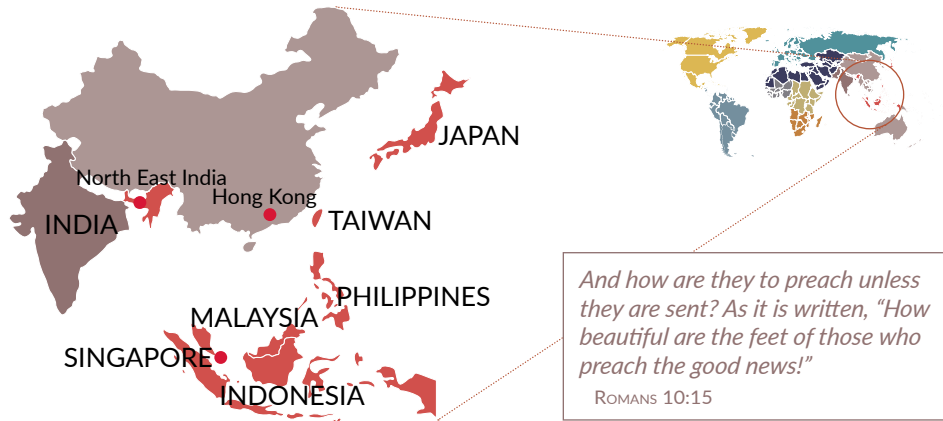 JAPAN
North East India
Hong Kong
INDIA
TAIWAN
PHILIPPINES
MALAYSIA
SINGAPORE
INDONESIA
And how are they to preach unless
they are sent? As it is written, “How
beautiful are the feet of those who
preach the good news!”
Romans 10:15